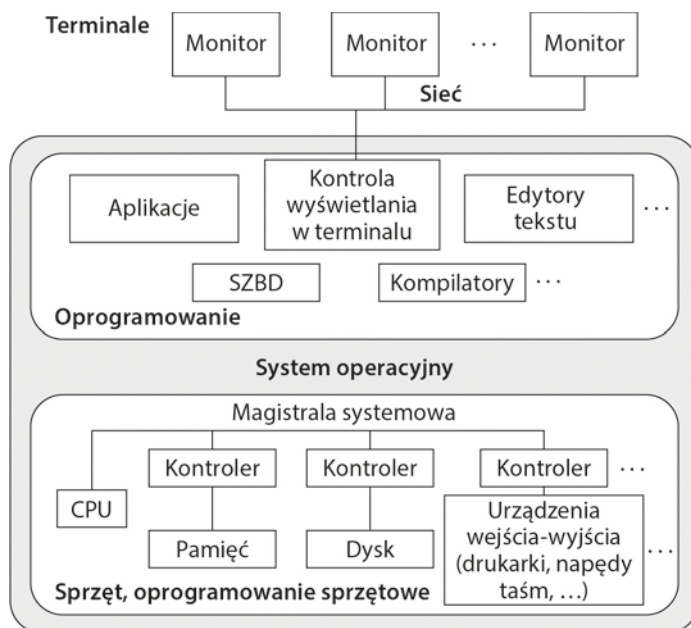 Terminale
Monitor
Monitor
...
Monitor
Sieć
Aplikacje
Kontrola
wyświetlania
w terminalu
Edytory
tekstu
...
SZBD
Kompilatory
...
Oprogramowanie
System operacyjny
Magistrala systemowa
CPU
Kontroler
Kontroler
Kontroler
...
Pamięć
Dysk
Urządzenia
wejścia-wyjścia
(drukarki, napędy
taśm, ...)
...
Sprzęt, oprogramowanie sprzętowe